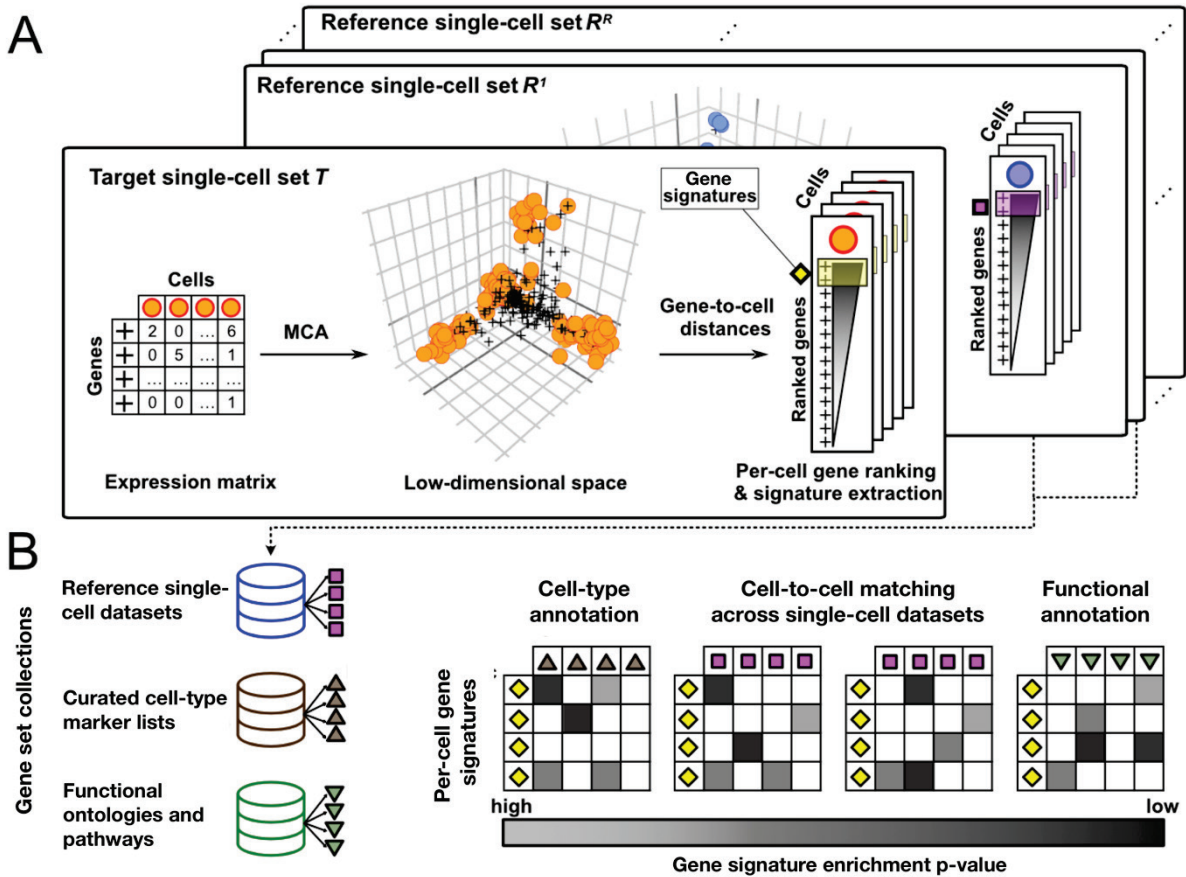 A
Reference single-cell set R^R
Reference single-cell set R^1
Target single-cell set T
Cells
Genes
+ 2 0 … 6
+ 0 5 … 1
+ … … … …
+ 0 0 … 1
Expression matrix
MCA
Low-dimensional space
Gene-to-cell
distances
Gene
signatures
Cells
Ranked genes
Per-cell gene ranking
& signature extraction
Cells
Ranked genes
B
Gene set collections
Reference single-
cell datasets
Curated cell-type
marker lists
Functional
ontologies and
pathways
Per-cell gene
signatures
Cell-type
annotation
Cell-to-cell matching
across single-cell datasets
Functional
annotation
high
low
Gene signature enrichment p-value